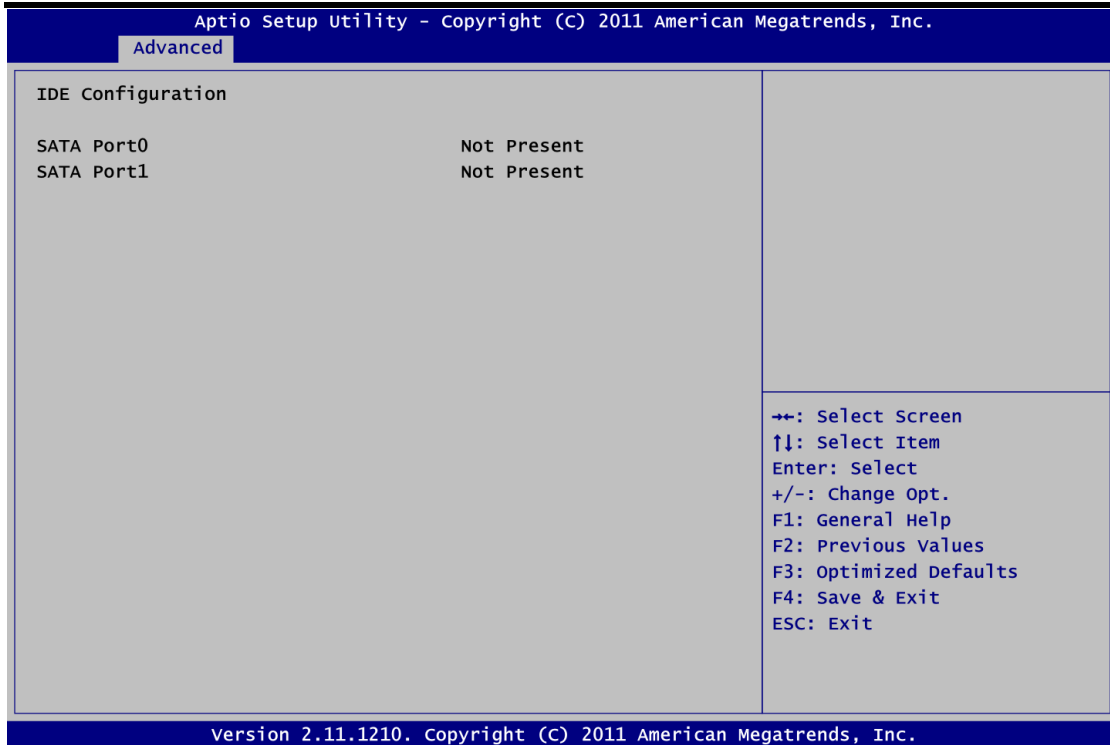 Aptio Setup Utility - Copyright (C) 2011 American Megatrends, Inc.
Advanced
IDE Configuration
SATA Port0 Not Present
SATA Port1 Not Present
→←: Select Screen
↑↓: Select Item
Enter: Select
+/-: Change Opt.
F1: General Help
F2: Previous Values
F3: Optimized Defaults
F4: Save & Exit
ESC: Exit
Version 2.11.1210. Copyright (C) 2011 American Megatrends, Inc.